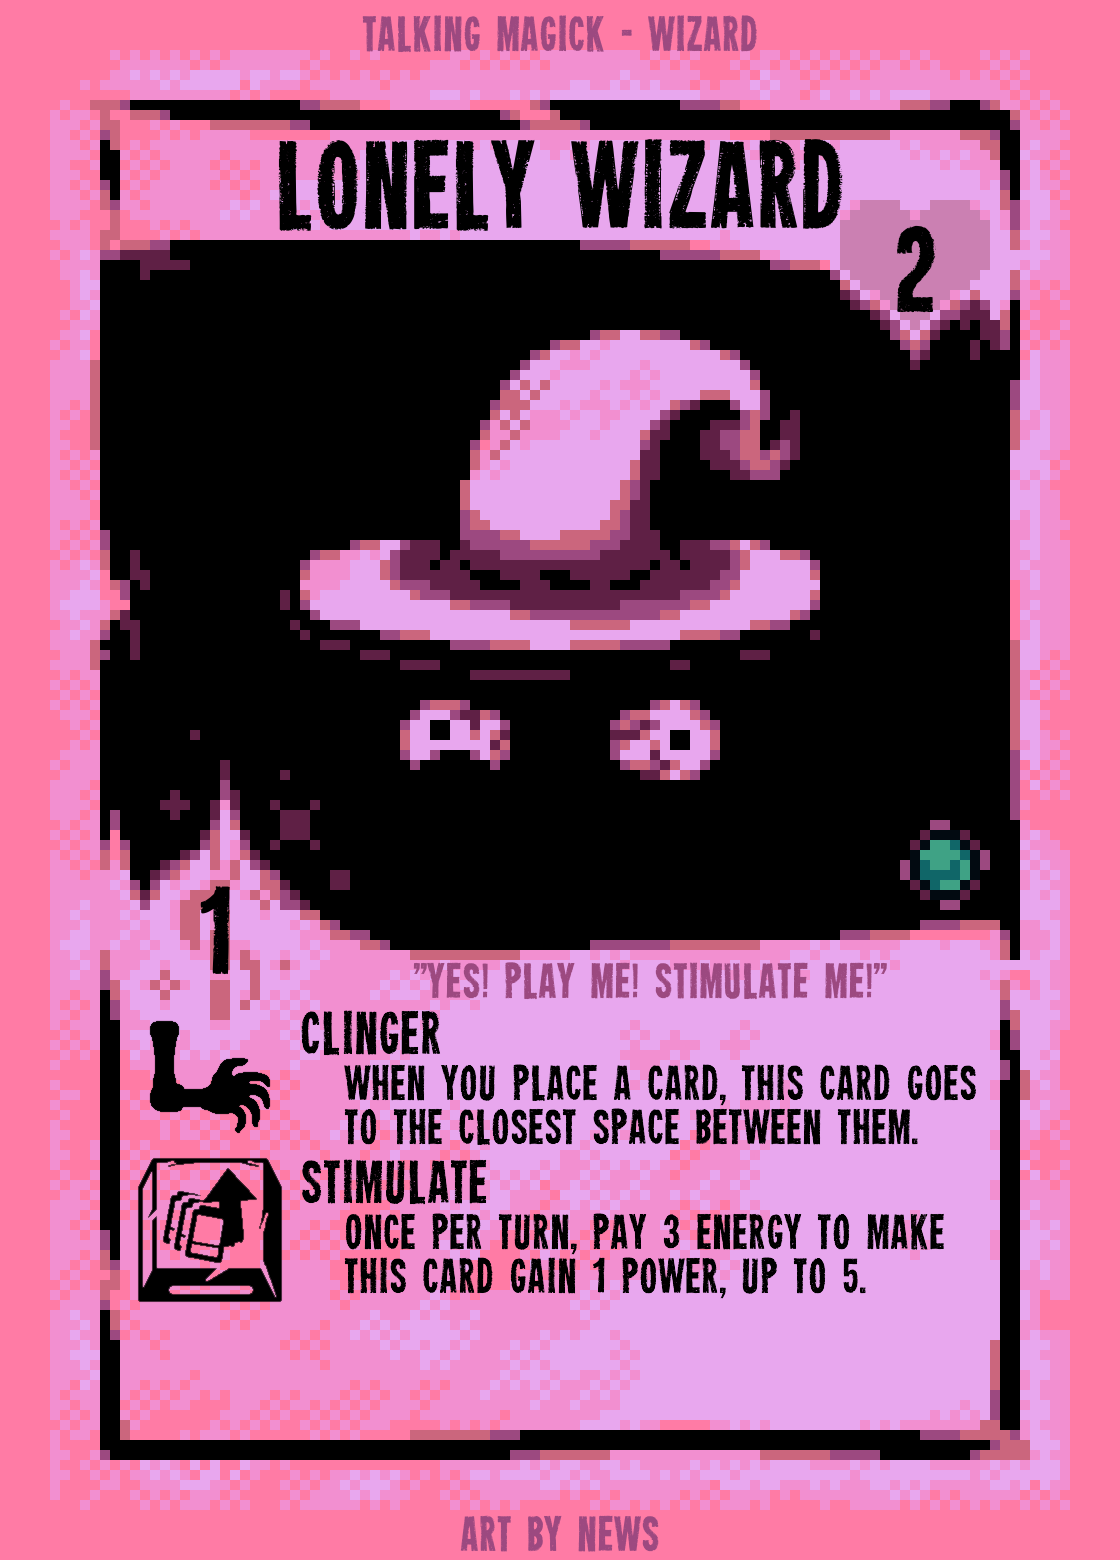 TALKING MAGICK - WIZARD
LONELY WIZARD
2
1
"YES! PLAY ME! STIMULATE ME!"
CLINGER
WHEN YOU PLACE A CARD, THIS CARD GOES
TO THE CLOSEST SPACE BETWEEN THEM.
STIMULATE
ONCE PER TURN, PAY 3 ENERGY TO MAKE
THIS CARD GAIN 1 POWER, UP TO 5.
ART BY NEWS